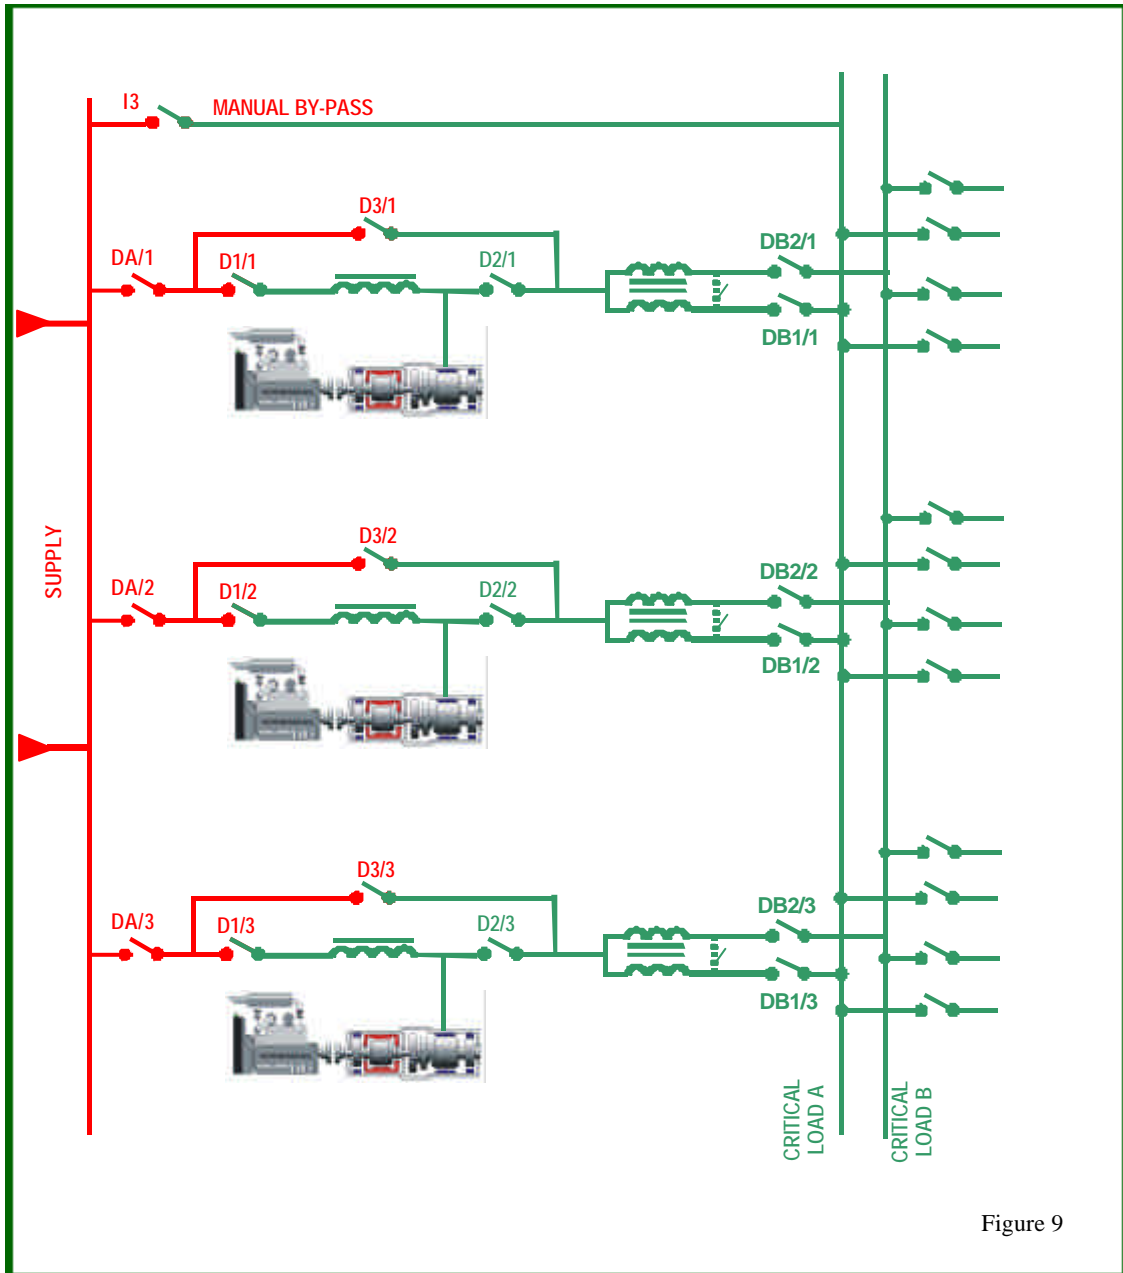 I3
MANUAL BY-PASS
D3/1
DA/1
D1/1
D2/1
DB2/1
DB1/1
SUPPLY
D3/2
DA/2
D1/2
D2/2
DB2/2
DB1/2
D3/3
DA/3
D1/3
D2/3
DB2/3
DB1/3
CRITICAL
LOAD A
CRITICAL
LOAD B
Figure 9